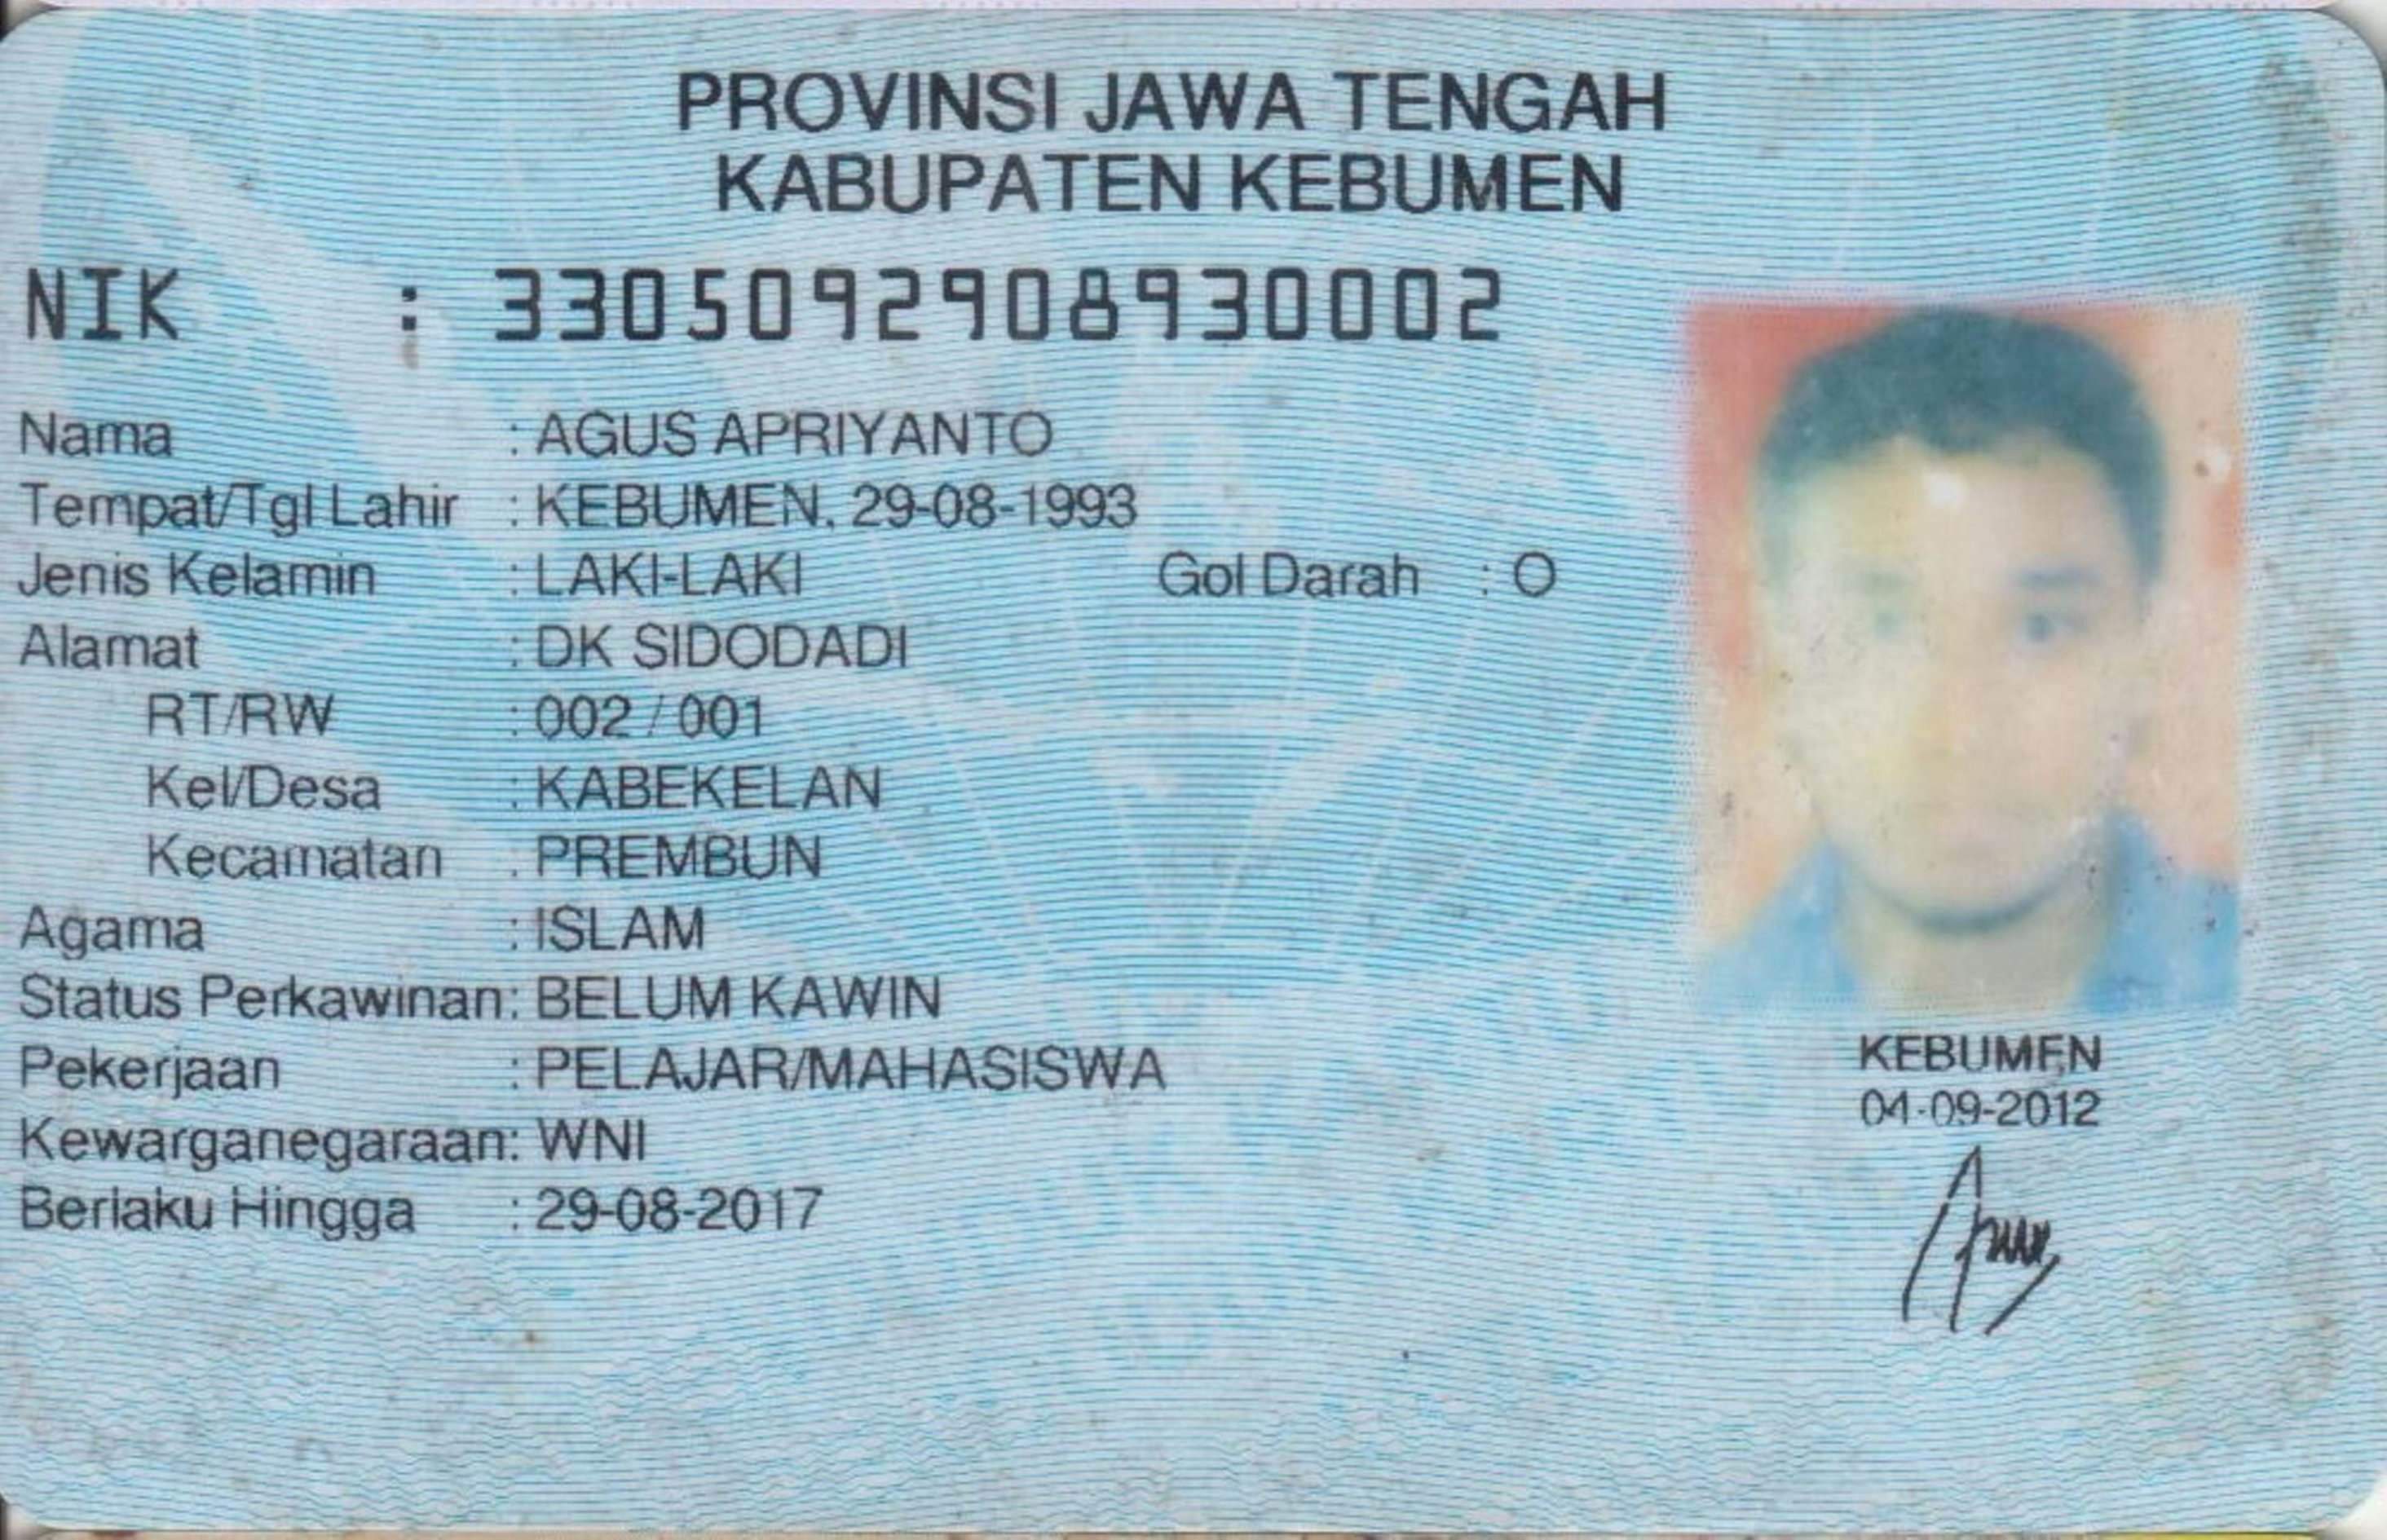 PROVINSI JAWA TENGAH
KABUPATEN KEBUMEN
NIK : 3305092908930002
Nama : AGUS APRIYANTO
Tempat/Tgl Lahir : KEBUMEN, 29-08-1993
Jenis Kelamin : LAKI-LAKI Gol Darah : O
Alamat : DK SIDODADI
RT/RW : 002 / 001
Kel/Desa : KABEKELAN
Kecamatan : PREMBUN
Agama : ISLAM
Status Perkawinan: BELUM KAWIN
Pekerjaan : PELAJAR/MAHASISWA
Kewarganegaraan: WNI
Berlaku Hingga : 29-08-2017
KEBUMEN
04-09-2012